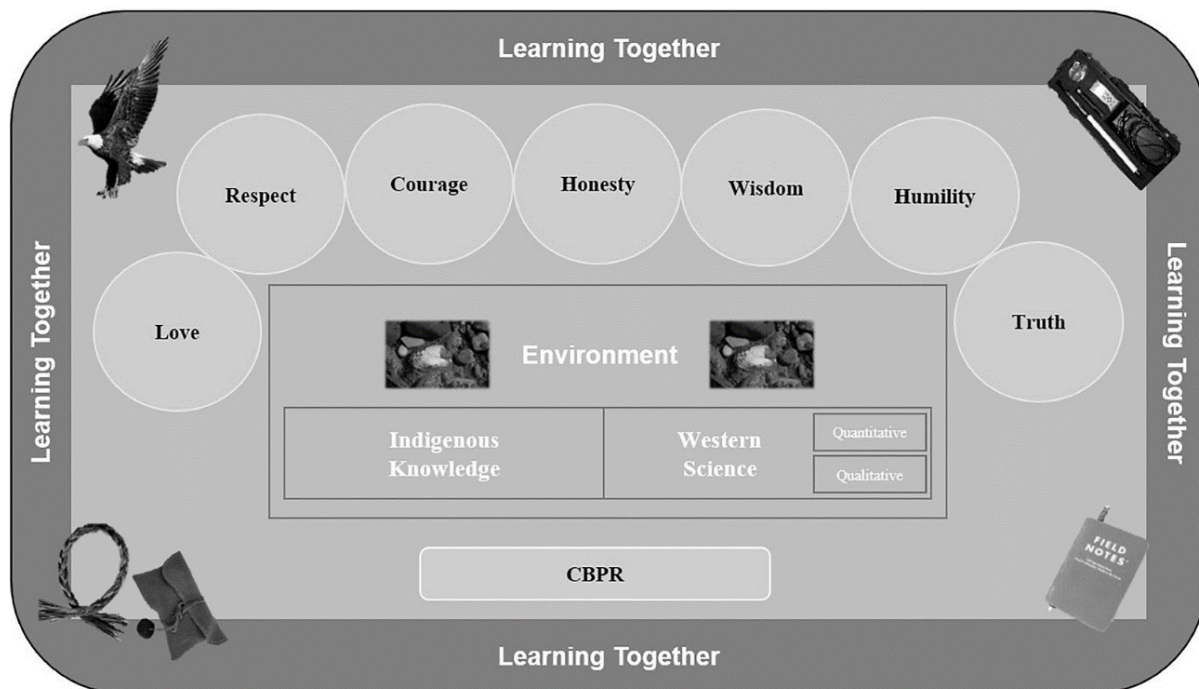 Learning Together
Learning Together
Respect
Courage
Honesty
Wisdom
Humility
Love
Truth
Learning Together
Environment
Indigenous
Knowledge
Western
Science
Quantitative
Qualitative
CBPR
FIELD
NOTES
Learning Together